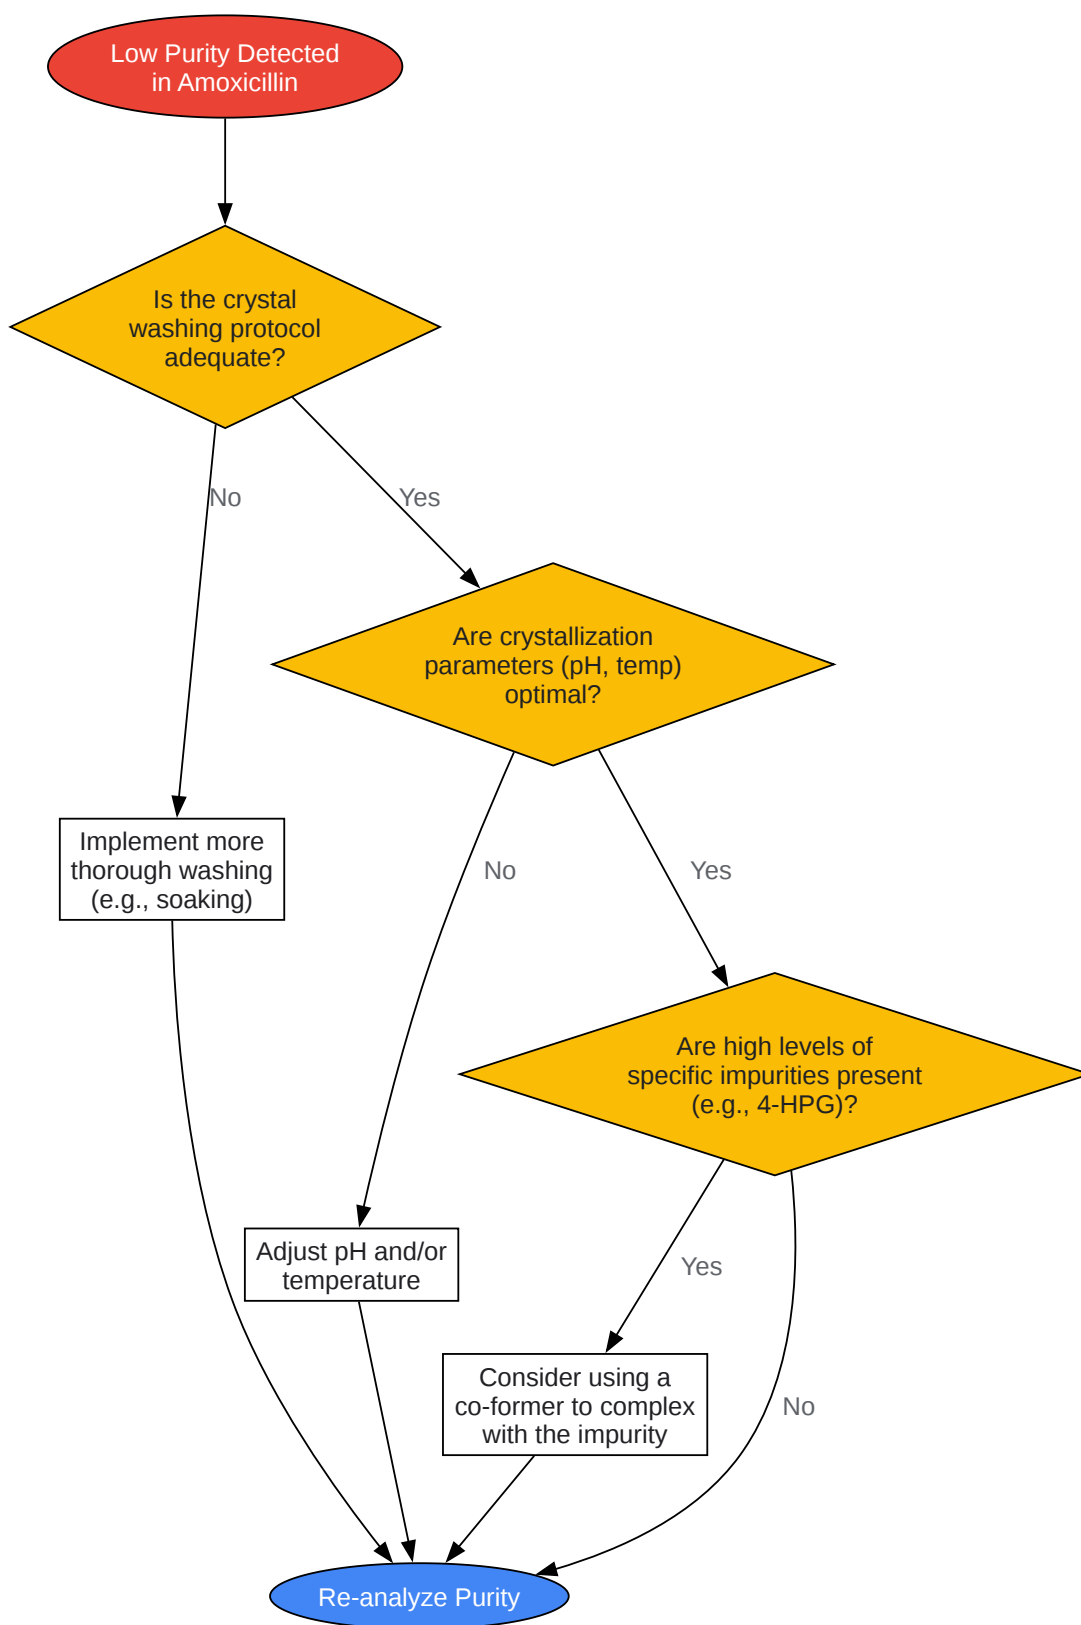 Low Purity Detected
in Amoxicillin
Is the crystal
washing protocol
adequate?
No
Yes
Are crystallization
parameters (pH, temp)
optimal?
Implement more
thorough washing
(e.g., soaking)
No
Yes
Are high levels of
specific impurities present
(e.g., 4-HPG)?
Adjust pH and/or
temperature
Yes
Consider using a
co-former to complex
with the impurity
No
Re-analyze Purity